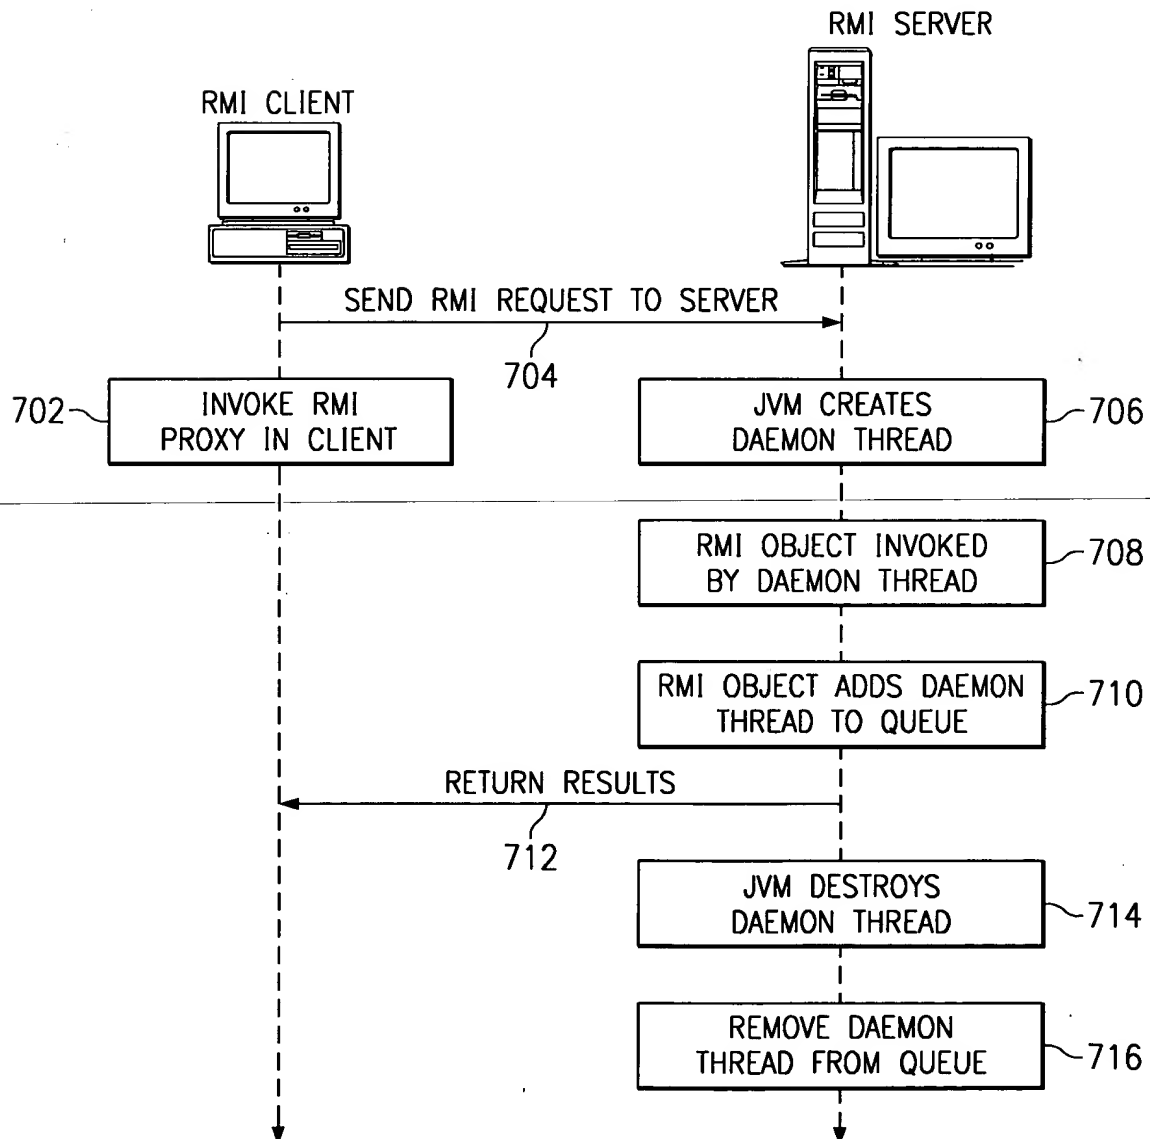 RMI SERVER
RMI CLIENT
SEND RMI REQUEST TO SERVER
704
702
INVOKE RMI
PROXY IN CLIENT
JVM CREATES
DAEMON THREAD
706
RMI OBJECT INVOKED
BY DAEMON THREAD
708
RMI OBJECT ADDS DAEMON
THREAD TO QUEUE
710
RETURN RESULTS
712
JVM DESTROYS
DAEMON THREAD
714
REMOVE DAEMON
THREAD FROM QUEUE
716